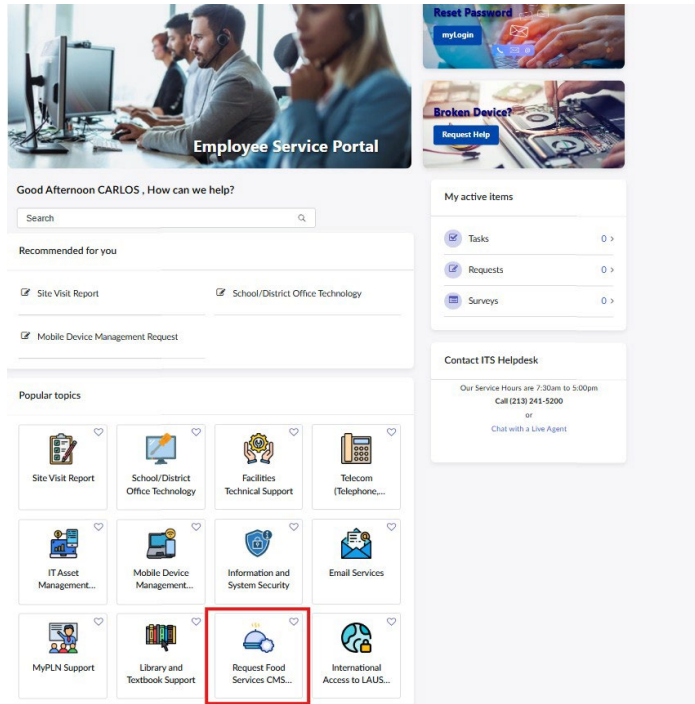 Reset Password
myLogin
Employee Service Portal
Broken Device?
Request Help
Good Afternoon CARLOS , How can we help?
Search
Recommended for you
Site Visit Report
School/District Office Technology
Mobile Device Management Request
My active items
Tasks
0 >
Requests
0 >
Surveys
0 >
Contact ITS Helpdesk
Our Service Hours are 7:30am to 5:00pm
Call (213) 241-5200
or
Chat with a Live Agent
Popular topics
Site Visit Report
School/District
Office Technology
Facilities
Technical Support
Telecom
(Telephone,...
IT Asset
Management...
Mobile Device
Management...
Information and
System Security
Email Services
MyPLN Support
Library and
Textbook Support
Request Food
Services CMS...
International
Access to LAUS...